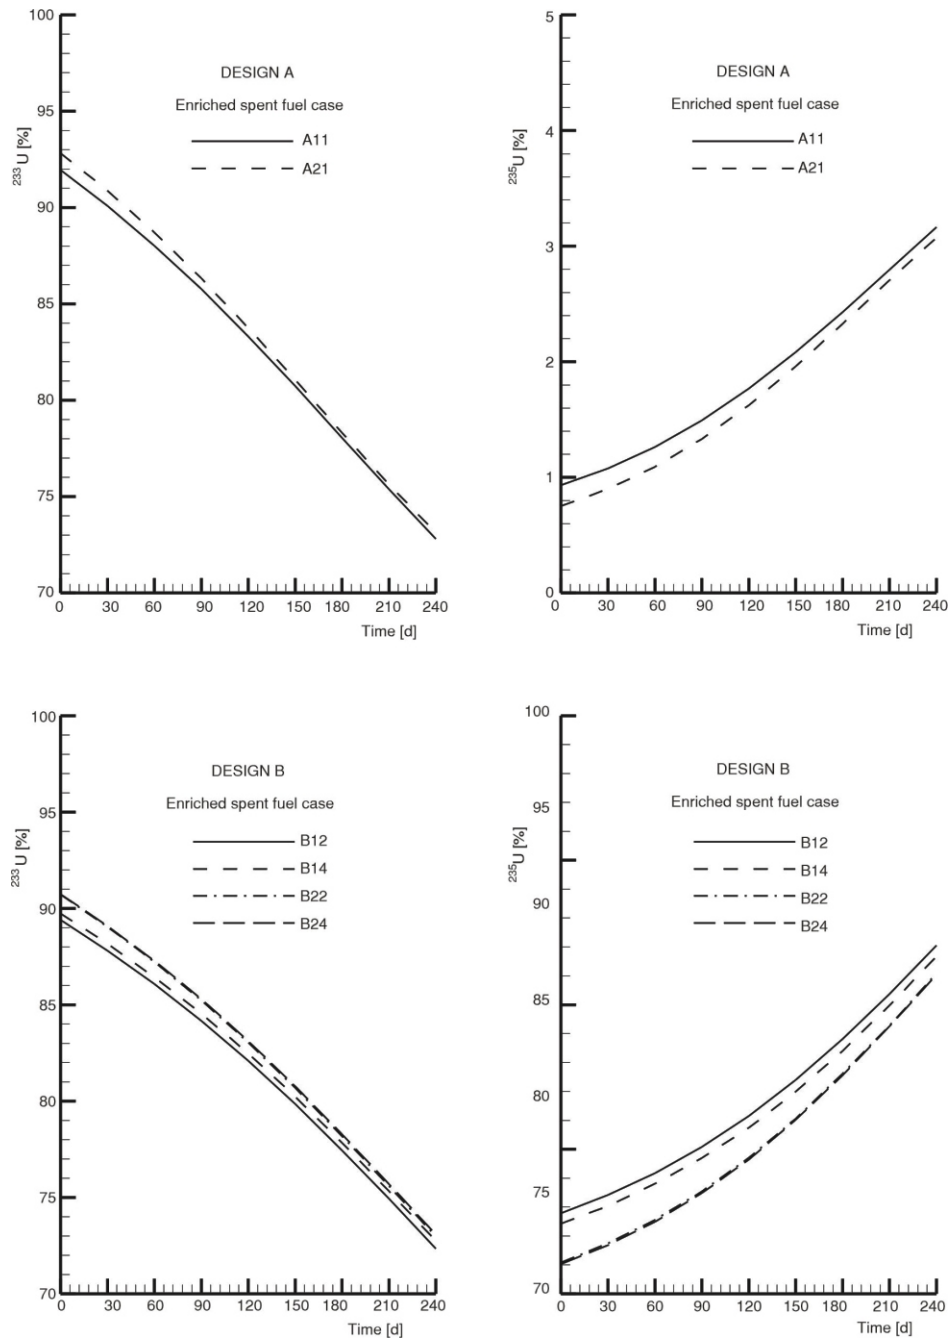 DESIGN A
Enriched spent fuel case
A11
A21
²³³U [%]
100
95
90
85
80
75
70
0 30 60 90 120 150 180 210 240
Time [d]
DESIGN A
Enriched spent fuel case
A11
A21
²³⁵U [%]
5
4
3
2
1
0
0 30 60 90 120 150 180 210 240
Time [d]
DESIGN B
Enriched spent fuel case
B12
B14
B22
B24
²³³U [%]
100
95
90
85
80
75
70
0 30 60 90 120 150 180 210 240
Time [d]
DESIGN B
Enriched spent fuel case
B12
B14
B22
B24
²³⁵U [%]
100
95
90
85
80
75
70
0 30 60 90 120 150 180 210 240
Time [d]